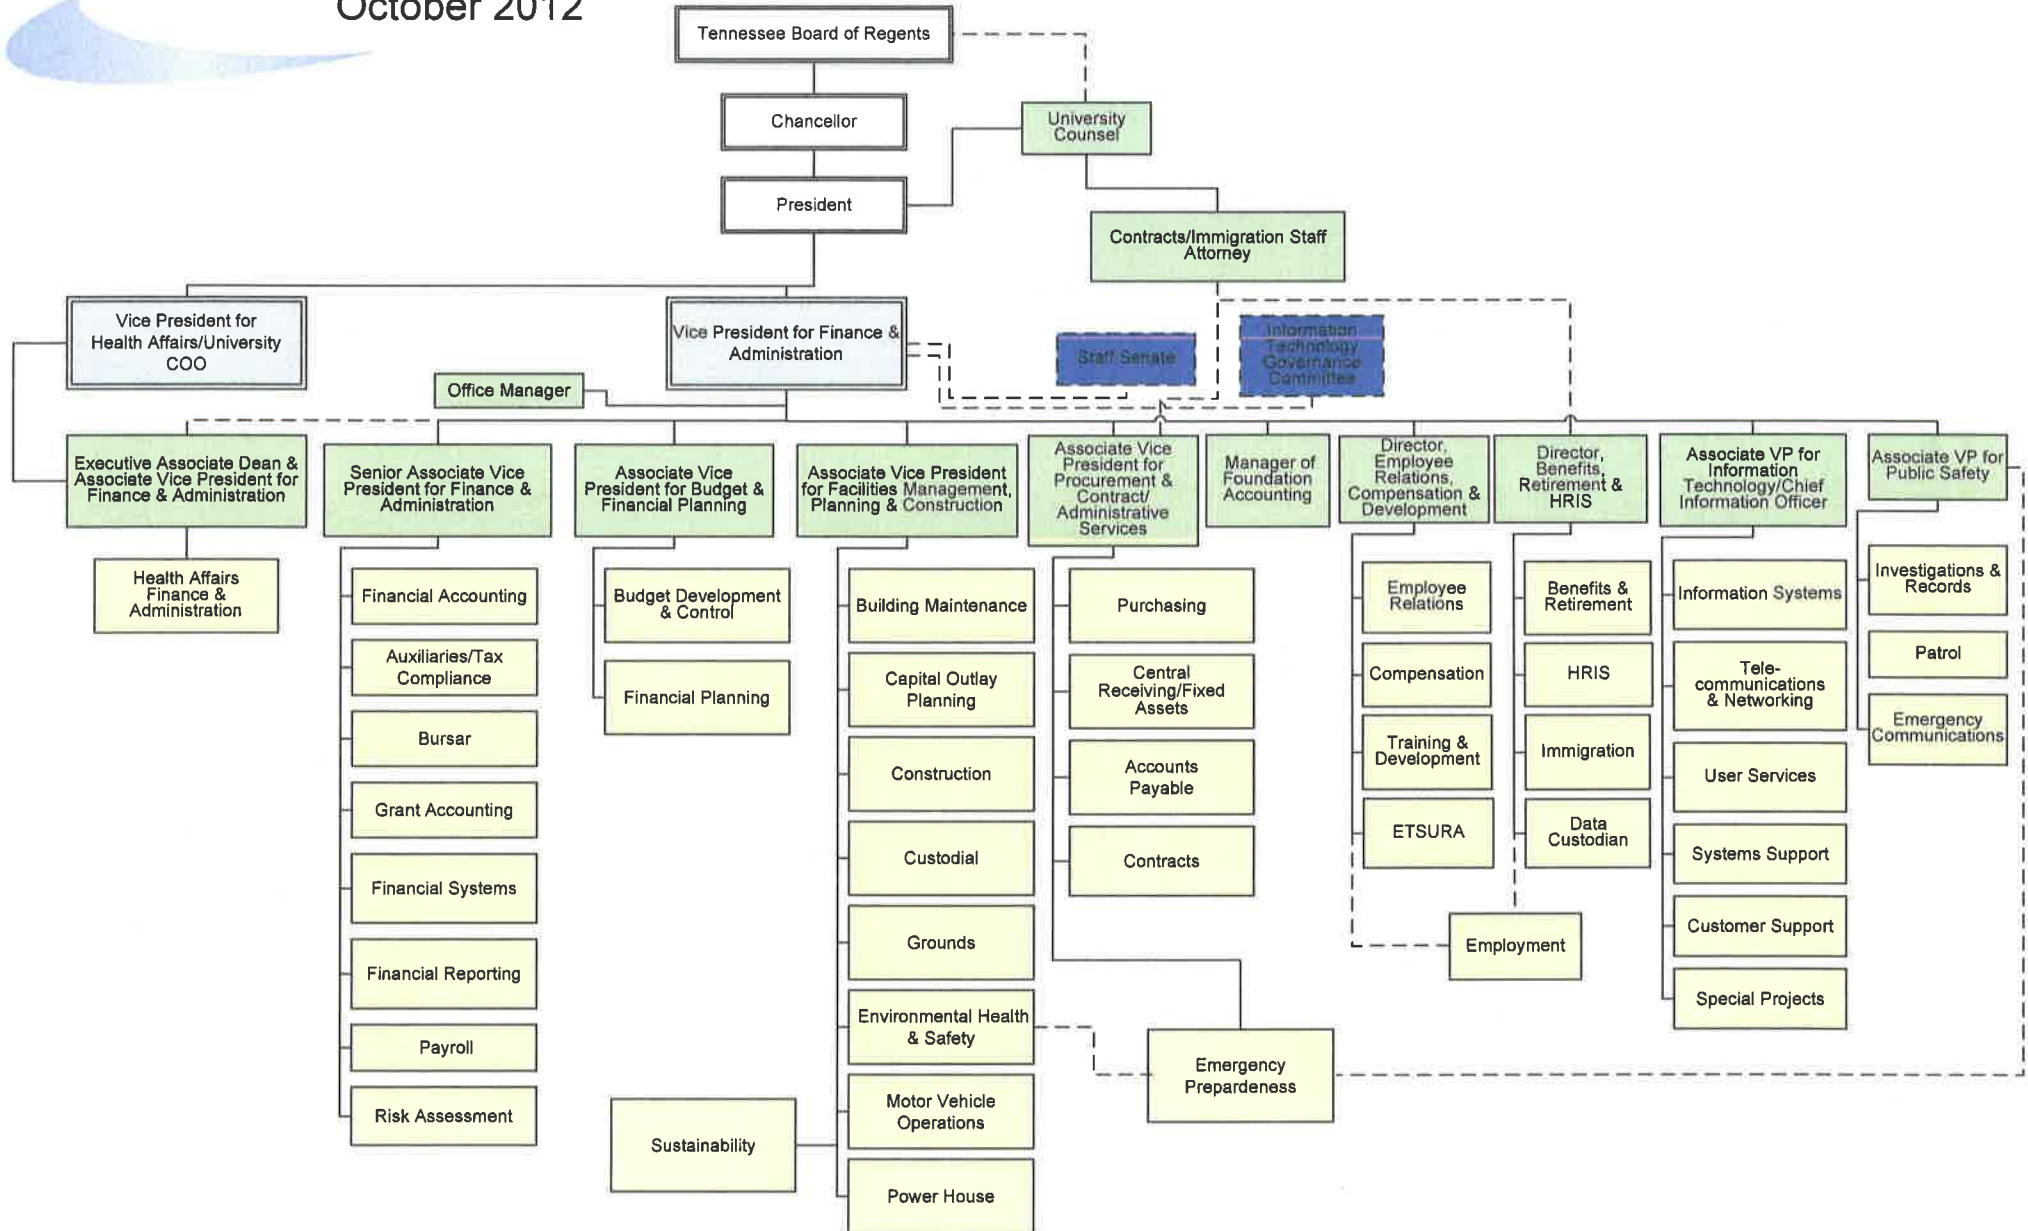 October 2012
Tennessee Board of Regents
Chancellor
University
Counsel
President
Contracts/Immigration Staff
Attorney
Vice President for
Health Affairs/University
COO
Vice President for Finance &
Administration
Staff Senate
Information
Technology
Governance
Committee
Office Manager
Executive Associate Dean &
Associate Vice President for
Finance & Administration
Senior Associate Vice
President for Finance &
Administration
Associate Vice
President for Budget &
Financial Planning
Associate Vice President
for Facilities Management,
Planning & Construction
Associate Vice
President for
Procurement &
Contract/
Administrative
Services
Manager of
Foundation
Accounting
Director,
Employee
Relations,
Compensation &
Development
Director,
Benefits,
Retirement &
HRIS
Associate VP for
Information
Technology/Chief
Information Officer
Associate VP for
Public Safety
Health Affairs
Finance &
Administration
Financial Accounting
Auxiliaries/Tax
Compliance
Bursar
Grant Accounting
Financial Systems
Financial Reporting
Payroll
Risk Assessment
Budget Development
& Control
Financial Planning
Building Maintenance
Capital Outlay
Planning
Construction
Custodial
Grounds
Environmental Health
& Safety
Motor Vehicle
Operations
Power House
Sustainability
Purchasing
Central
Receiving/Fixed
Assets
Accounts
Payable
Contracts
Emergency
Prepardeness
Employee
Relations
Compensation
Training &
Development
ETSURA
Benefits &
Retirement
HRIS
Immigration
Data
Custodian
Employment
Information Systems
Tele-
communications
& Networking
User Services
Systems Support
Customer Support
Special Projects
Investigations &
Records
Patrol
Emergency
Communications